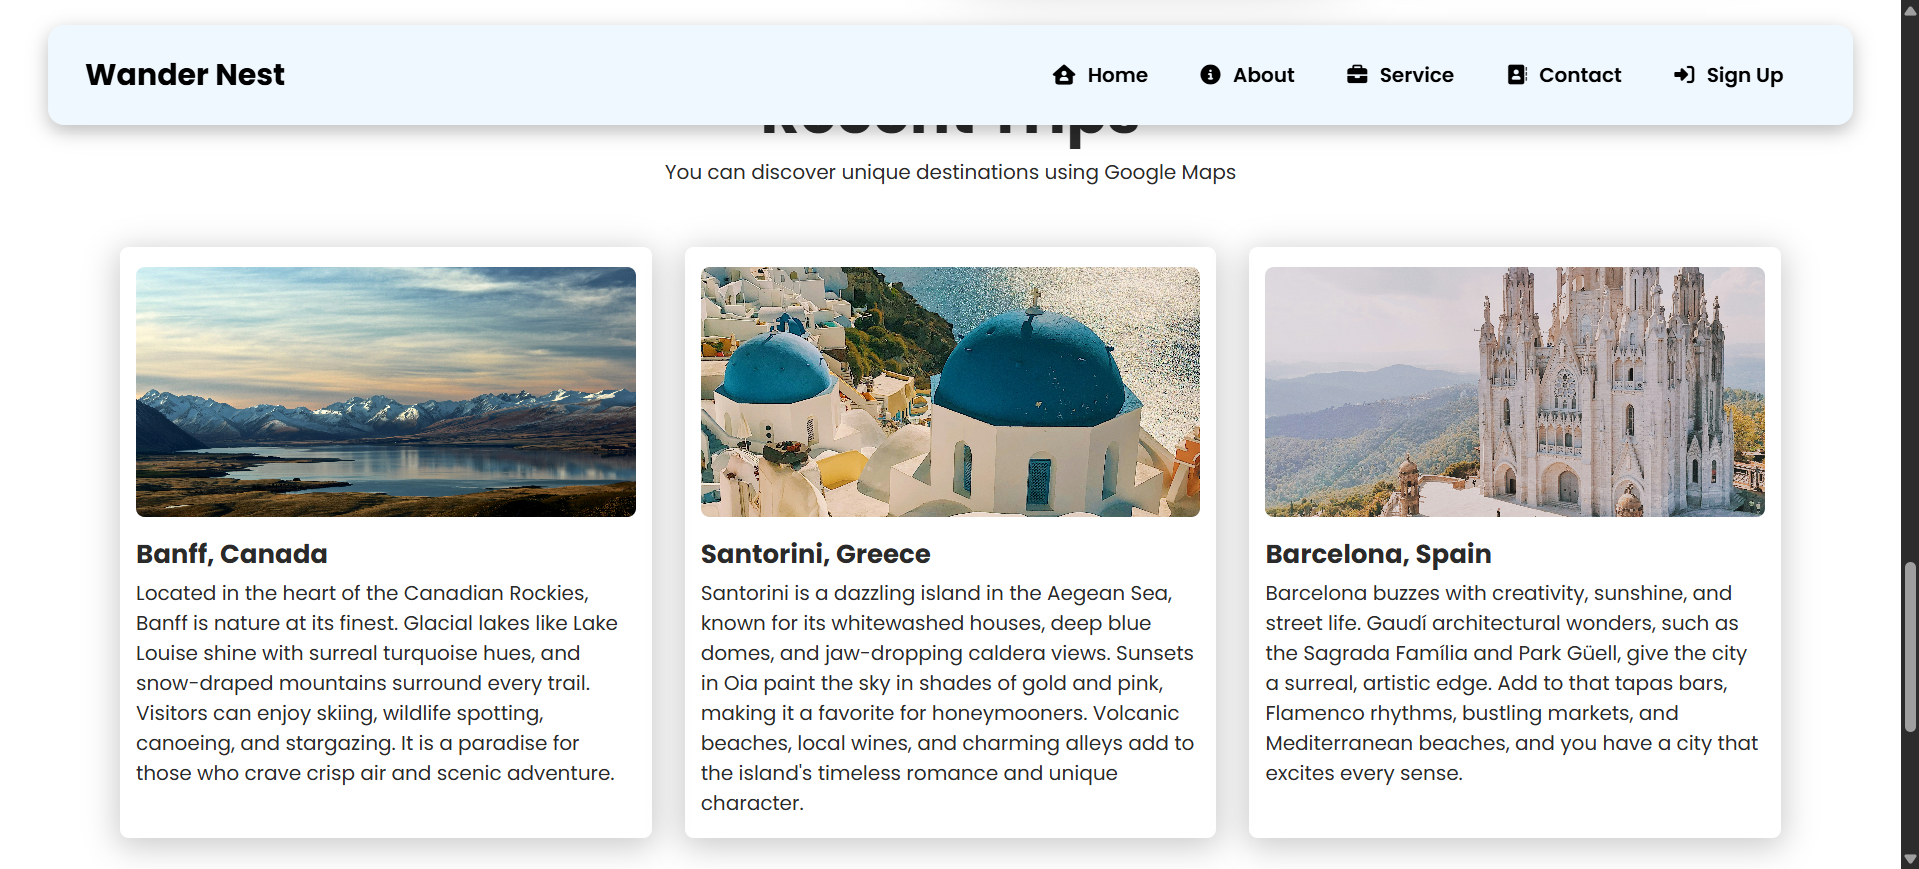 Wander Nest
Home
About
Service
Contact
Sign Up
Recent Trips
You can discover unique destinations using Google Maps
Banff, Canada
Located in the heart of the Canadian Rockies,
Banff is nature at its finest. Glacial lakes like Lake
Louise shine with surreal turquoise hues, and
snow-draped mountains surround every trail.
Visitors can enjoy skiing, wildlife spotting,
canoeing, and stargazing. It is a paradise for
those who crave crisp air and scenic adventure.
Santorini, Greece
Santorini is a dazzling island in the Aegean Sea,
known for its whitewashed houses, deep blue
domes, and jaw-dropping caldera views. Sunsets
in Oia paint the sky in shades of gold and pink,
making it a favorite for honeymooners. Volcanic
beaches, local wines, and charming alleys add to
the island's timeless romance and unique
character.
Barcelona, Spain
Barcelona buzzes with creativity, sunshine, and
street life. Gaudí architectural wonders, such as
the Sagrada Família and Park Güell, give the city
a surreal, artistic edge. Add to that tapas bars,
Flamenco rhythms, bustling markets, and
Mediterranean beaches, and you have a city that
excites every sense.